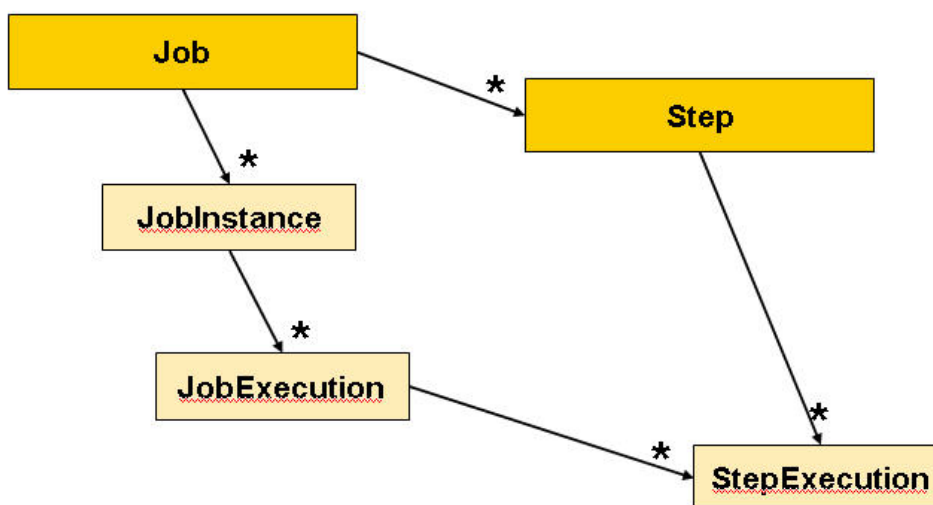 Job
*
Step
*
JobInstance
*
JobExecution
*
*
StepExecution